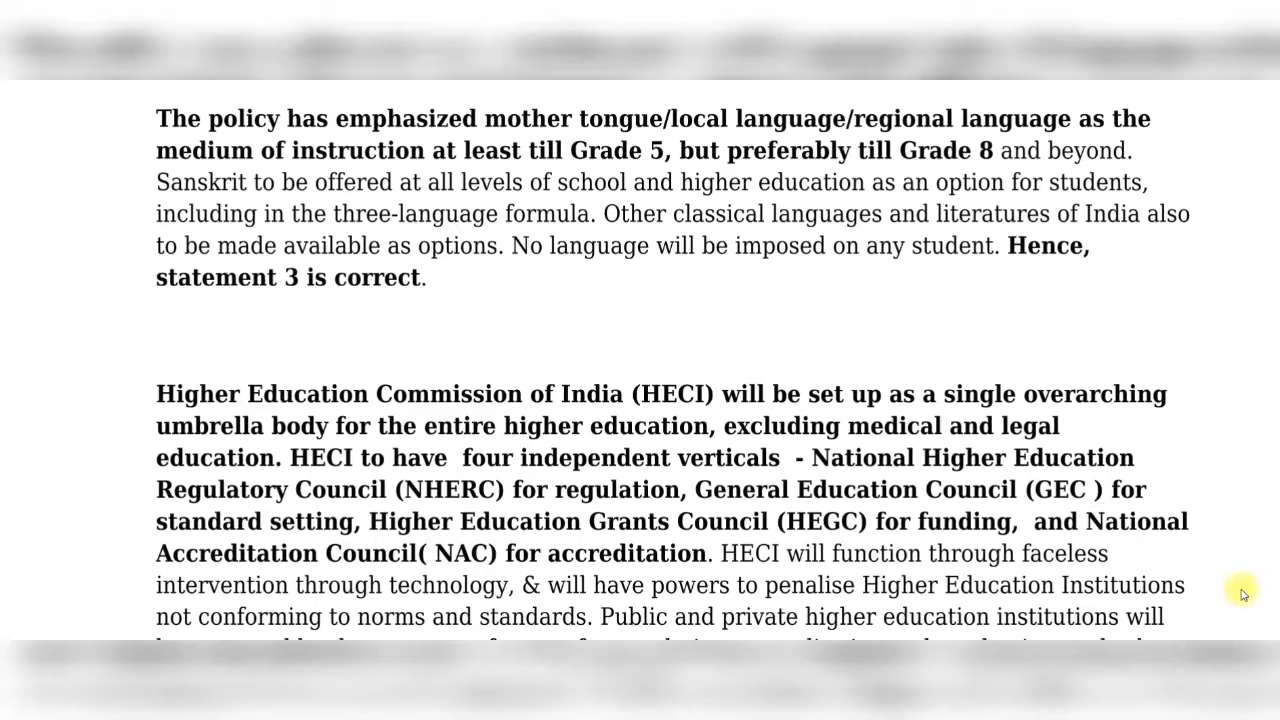 The policy has emphasized mother tongue/local language/regional language as the
medium of instruction at least till Grade 5, but preferably till Grade 8 and beyond.
Sanskrit to be offered at all levels of school and higher education as an option for students,
including in the three-language formula. Other classical languages and literatures of India also
to be made available as options. No language will be imposed on any student. Hence,
statement 3 is correct.
Higher Education Commission of India (HECI) will be set up as a single overarching
umbrella body for the entire higher education, excluding medical and legal
education. HECI to have  four independent verticals  - National Higher Education
Regulatory Council (NHERC) for regulation, General Education Council (GEC ) for
standard setting, Higher Education Grants Council (HEGC) for funding,  and National
Accreditation Council( NAC) for accreditation. HECI will function through faceless
intervention through technology, & will have powers to penalise Higher Education Institutions
not conforming to norms and standards. Public and private higher education institutions will